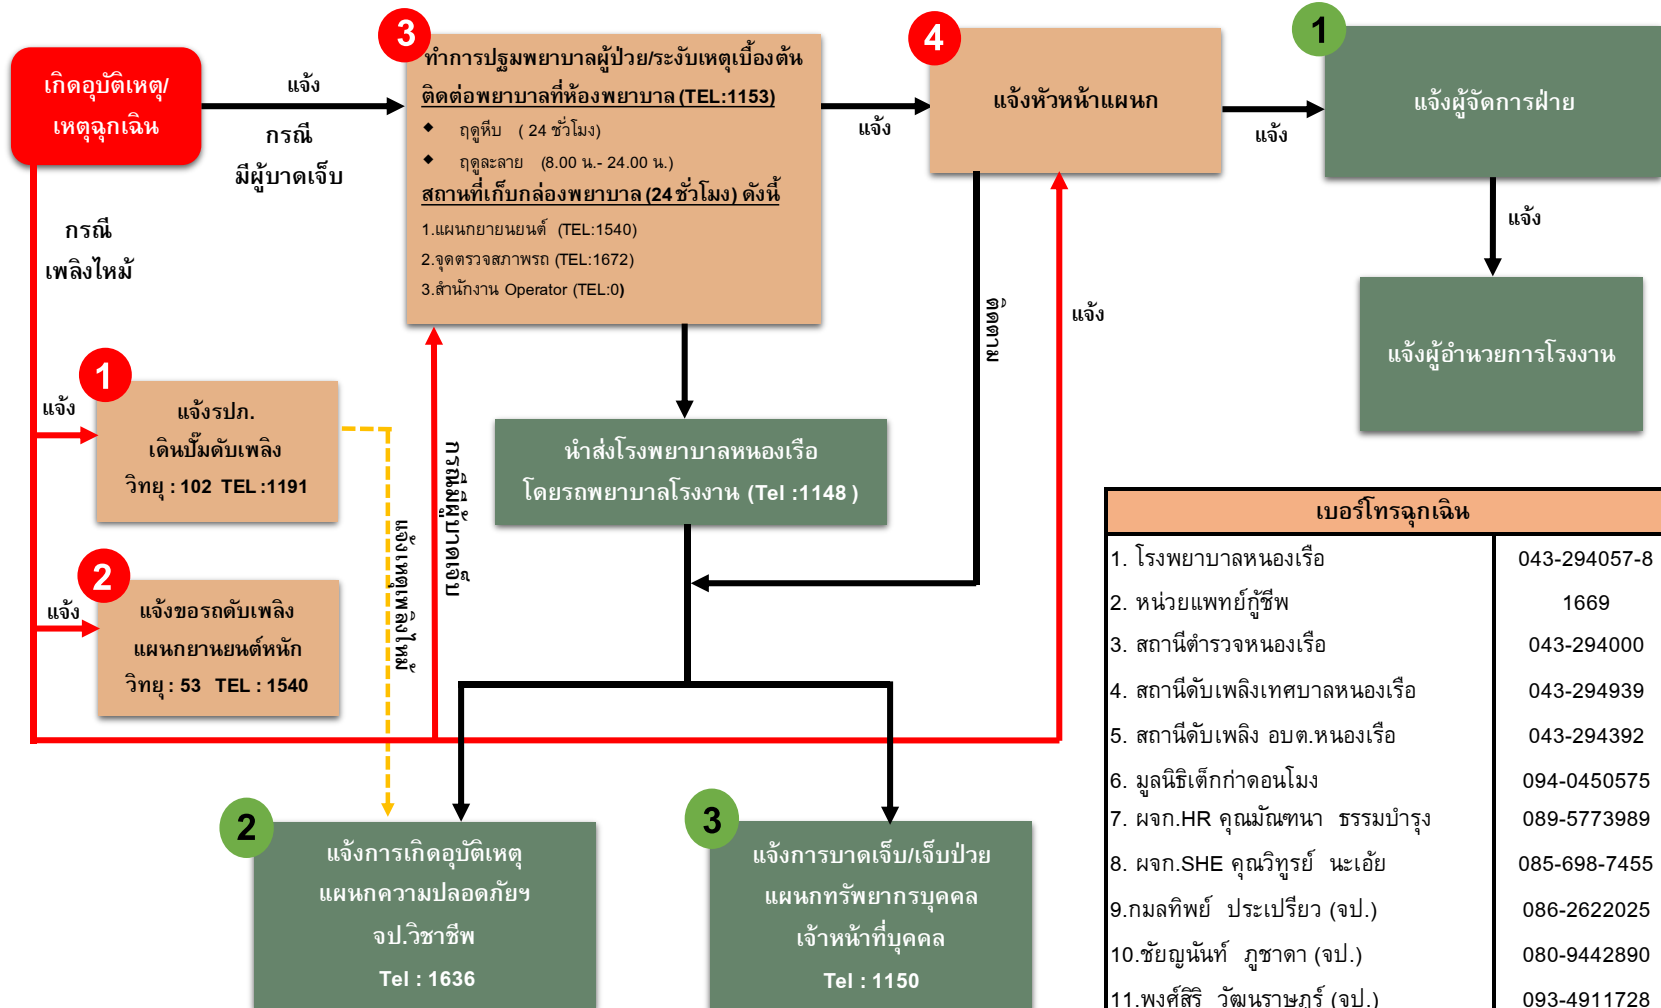 เกิดอุบัติเหตุ/
เหตุฉุกเฉิน
แจ้ง
กรณี
มีผู้บาดเจ็บ
กรณี
เพลิงไหม้
3
ทำการปฐมพยาบาลผู้ป่วย/ระงับเหตุเบื้องต้น
ติดต่อพยาบาลที่ห้องพยาบาล (TEL:1153)
◆ ฤดูหีบ ( 24 ชั่วโมง)
◆ ฤดูละลาย (8.00 น.- 24.00 น.)
สถานที่เก็บกล่องพยาบาล (24 ชั่วโมง) ดังนี้
1.แผนกยายนยนต์ (TEL:1540)
2.จุดตรวจสภาพรถ (TEL:1672)
3.สำนักงาน Operator (TEL:0)
แจ้ง
4
แจ้งหัวหน้าแผนก
แจ้ง
1
แจ้งผู้จัดการฝ่าย
แจ้ง
แจ้งผู้อำนวยการโรงงาน
ติดตาม
แจ้ง
แจ้ง
1
แจ้งรปภ.
เดินปั๊มดับเพลิง
วิทยุ : 102 TEL :1191
แจ้ง
2
แจ้งขอรถดับเพลิง
แผนกยานยนต์หนัก
วิทยุ : 53 TEL : 1540
แจ้งเหตุเพลิงไหม้
กรณีมีผู้บาดเจ็บ
นำส่งโรงพยาบาลหนองเรือ
โดยรถพยาบาลโรงงาน (Tel :1148 )
2
แจ้งการเกิดอุบัติเหตุ
แผนกความปลอดภัยฯ
จป.วิชาชีพ
Tel : 1636
3
แจ้งการบาดเจ็บ/เจ็บป่วย
แผนกทรัพยากรบุคคล
เจ้าหน้าที่บุคคล
Tel : 1150
เบอร์โทรฉุกเฉิน
1. โรงพยาบาลหนองเรือ 043-294057-8
2. หน่วยแพทย์กู้ชีพ 1669
3. สถานีตำรวจหนองเรือ 043-294000
4. สถานีดับเพลิงเทศบาลหนองเรือ 043-294939
5. สถานีดับเพลิง อบต.หนองเรือ 043-294392
6. มูลนิธิเต็กก่าดอนโมง 094-0450575
7. ผจก.HR คุณมัณฑนา ธรรมบำรุง 089-5773989
8. ผจก.SHE คุณวิฑูรย์ นะเอ้ย 085-698-7455
9.กมลทิพย์ ประเปรียว (จป.) 086-2622025
10.ชัยญนันท์ ภูชาดา (จป.) 080-9442890
11.พงศ์สิริ วัฒนราษฎร์ (จป.) 093-4911728